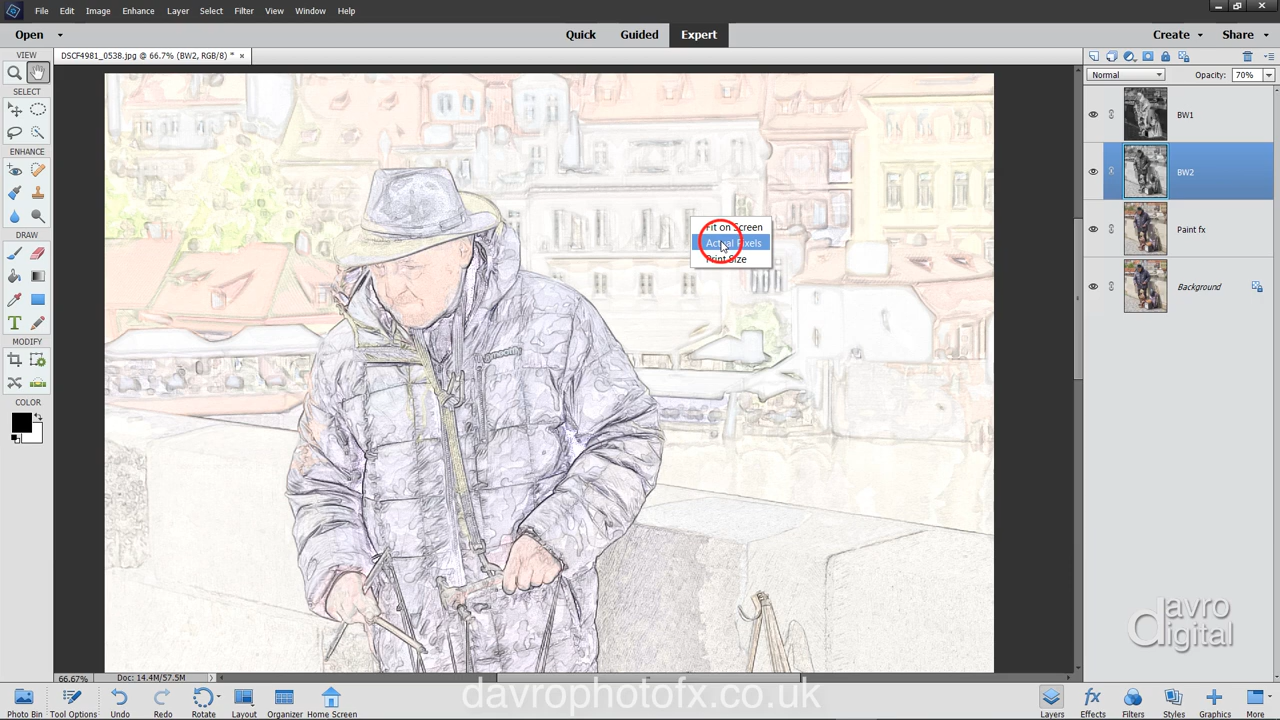 File Edit Image Enhance Layer Select Filter View Window Help
Open Quick Guided Expert Create Share
DSCF4981_0538.jpg @ 66.7% (BW2, RGB/8) * ×
VIEW
SELECT
ENHANCE
DRAW
MODIFY
COLOR
Normal Opacity: 70%
BW1
BW2
Paint fx
Background
Fit on Screen
Actual Pixels
Print Size
davro
digital
66.67% Doc: 14.4M/57.5M
davrophotofx.co.uk
Photo Bin Tool Options Undo Redo Rotate Layout Organizer Home Screen Layers Effects Filters Styles Graphics More